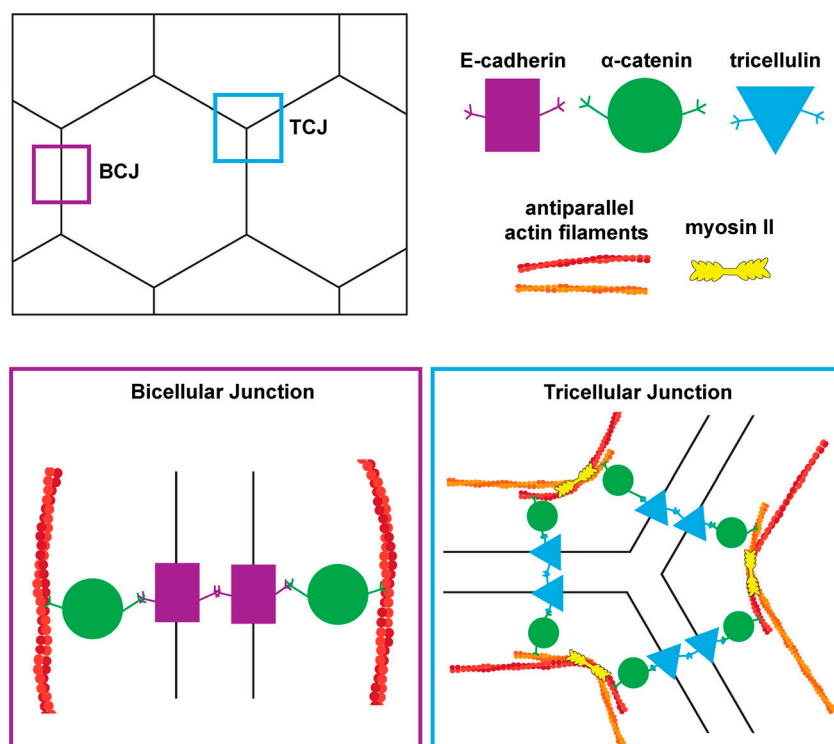 E-cadherin
α-catenin
tricellulin
TCJ
BCJ
antiparallel
actin filaments
myosin II
Bicellular Junction
Tricellular Junction